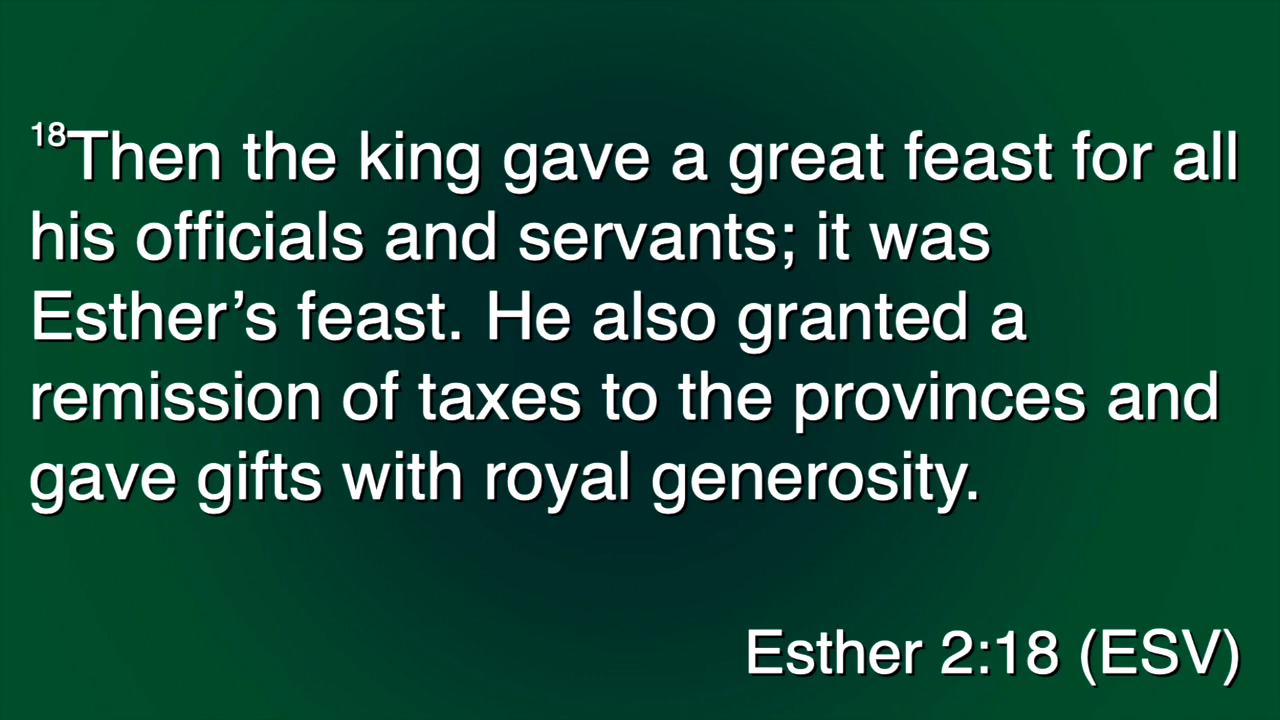 18Then the king gave a great feast for all
his officials and servants; it was
Esther’s feast. He also granted a
remission of taxes to the provinces and
gave gifts with royal generosity.
Esther 2:18 (ESV)